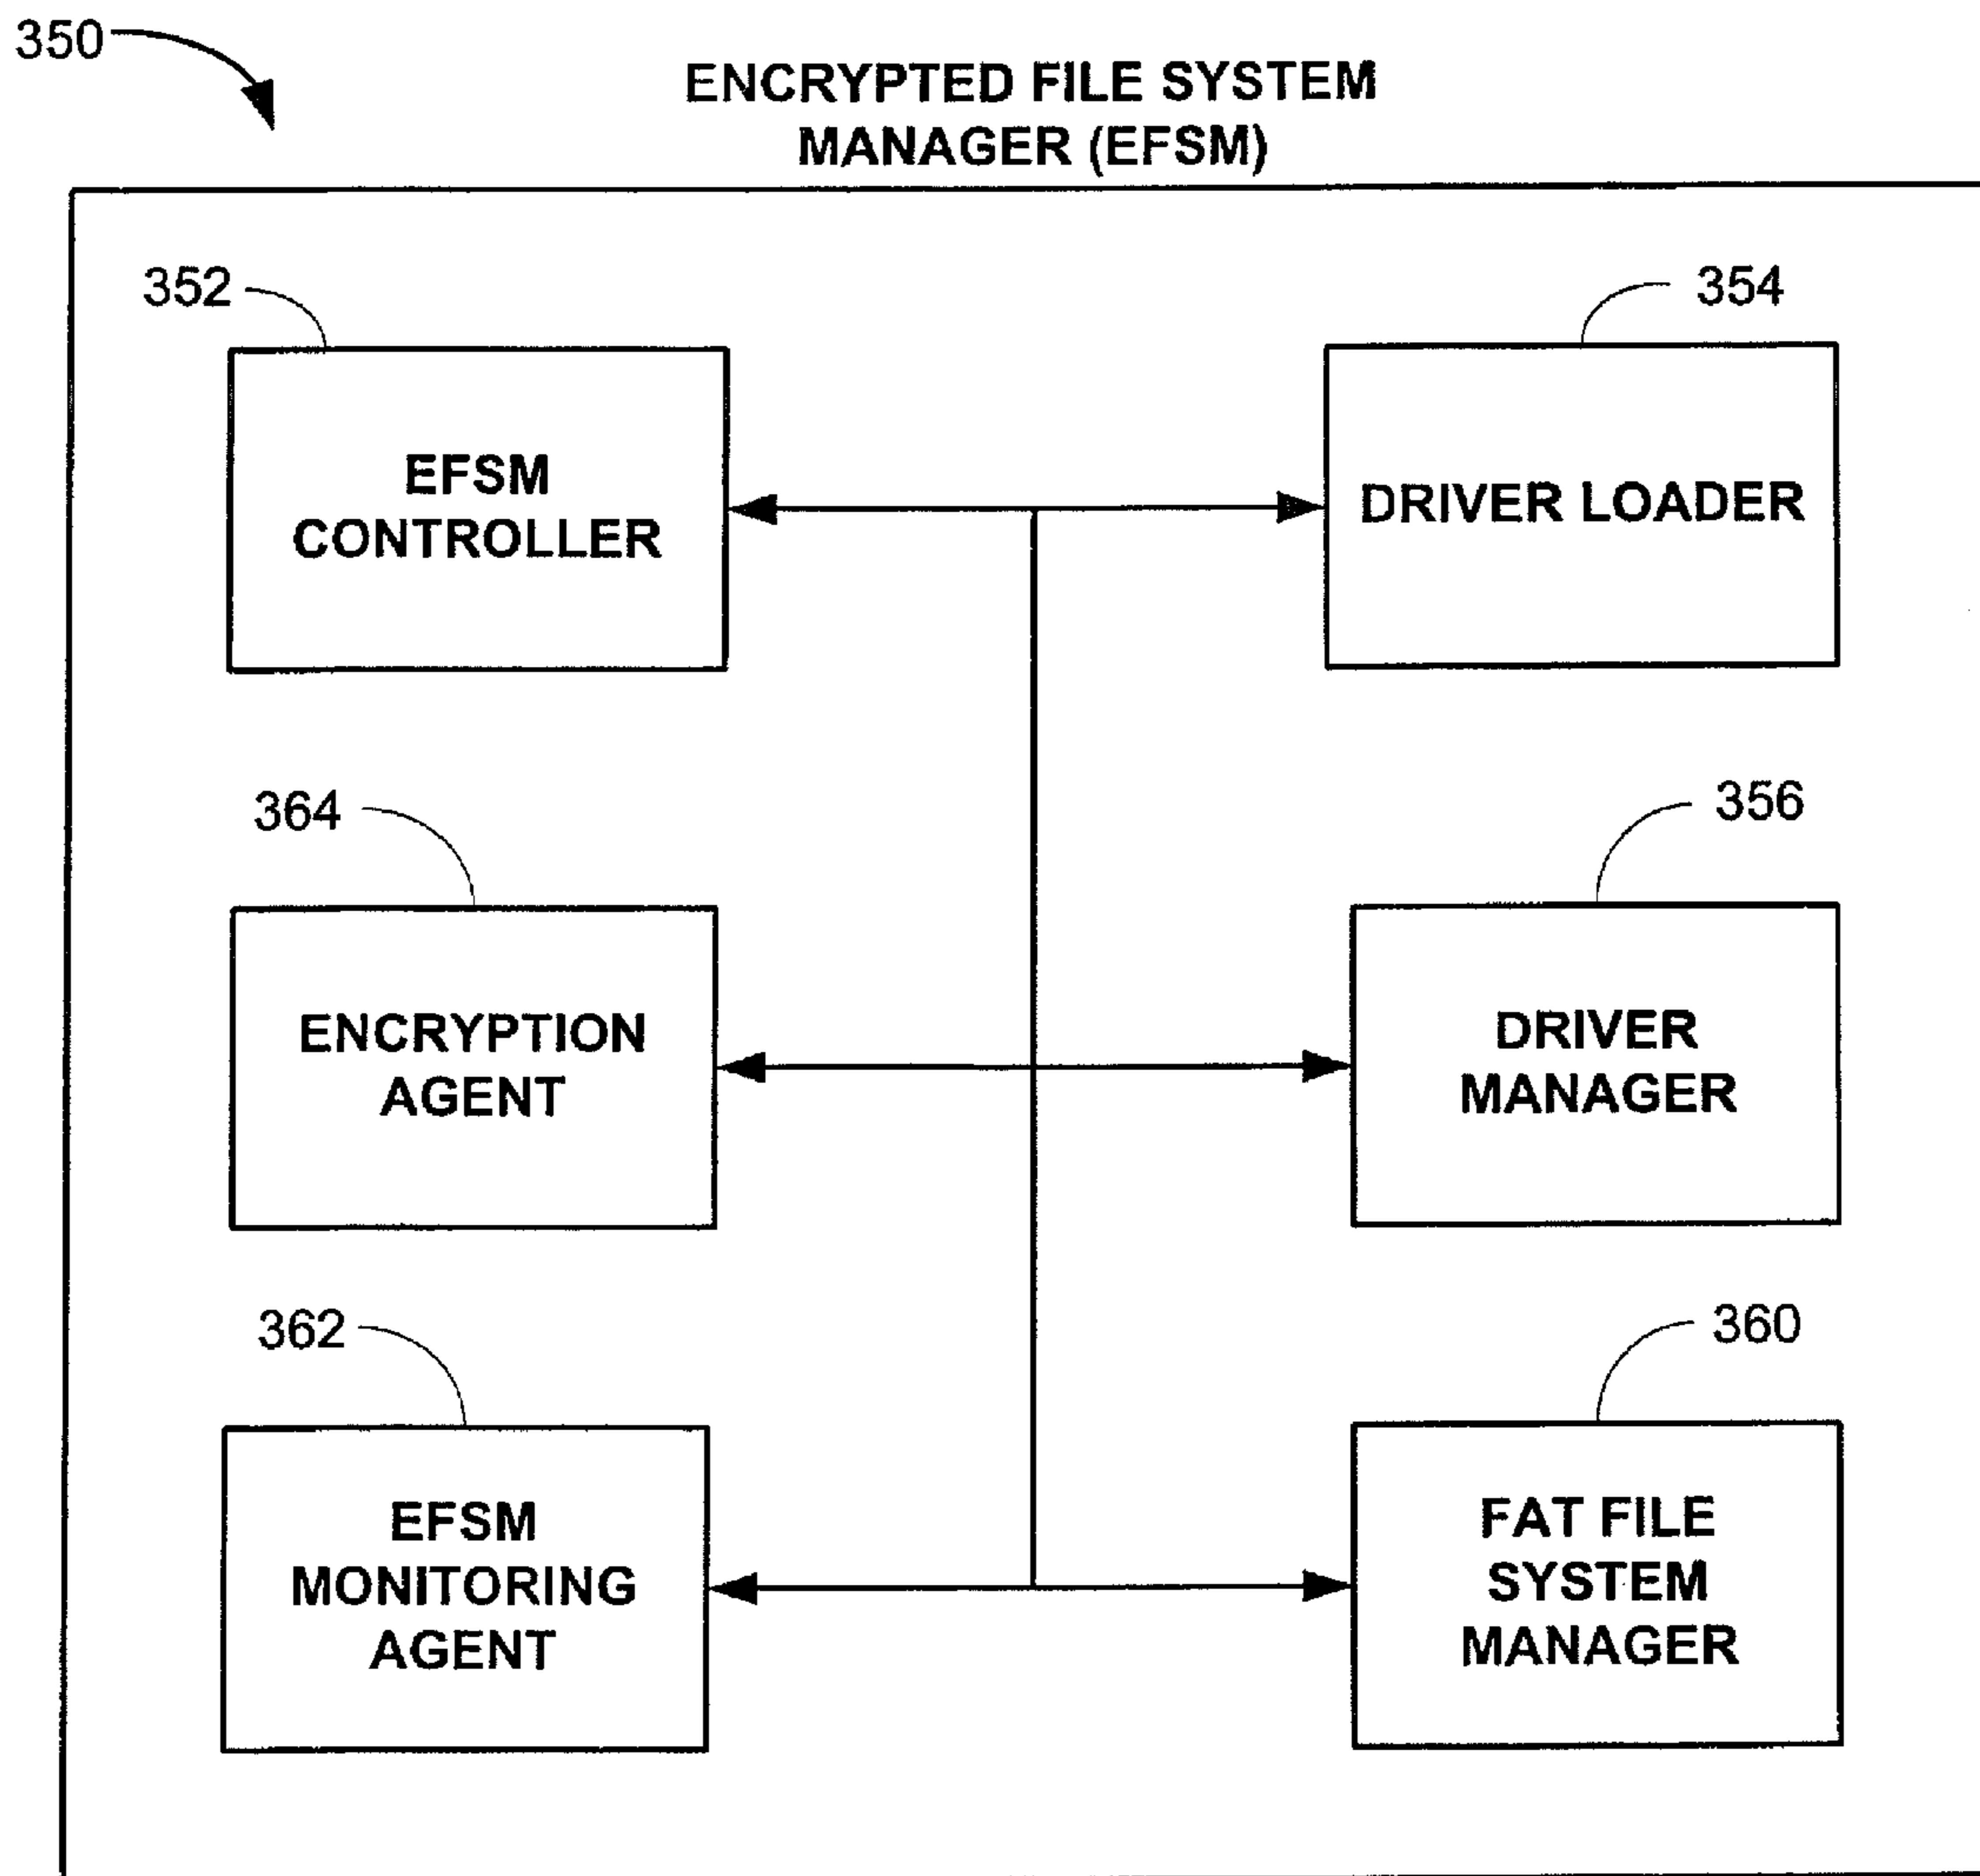 350
ENCRYPTED FILE SYSTEM
MANAGER (EFSM)
352
354
EFSM
CONTROLLER
DRIVER LOADER
364
356
ENCRYPTION
AGENT
DRIVER
MANAGER
362
360
EFSM
MONITORING
AGENT
FAT FILE
SYSTEM
MANAGER